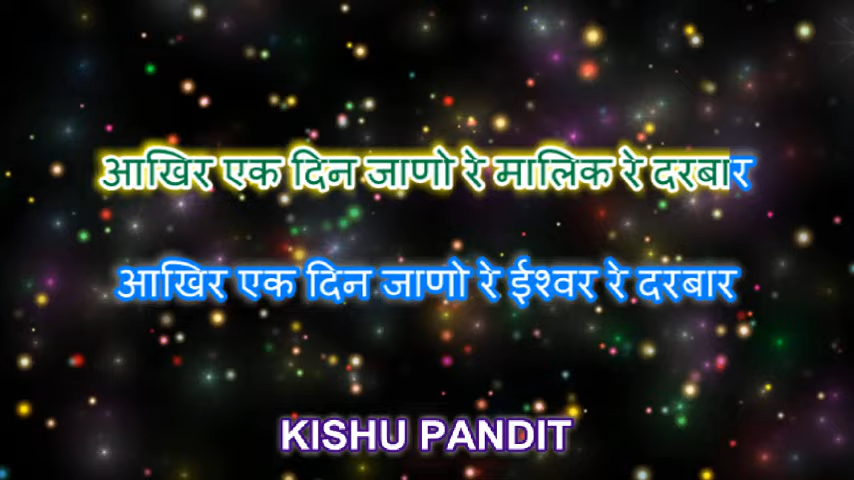 आखिर एक दिन जाणो रे मालिक रे दरबार
आखिर एक दिन जाणो रे ईश्वर रे दरबार
KISHU PANDIT